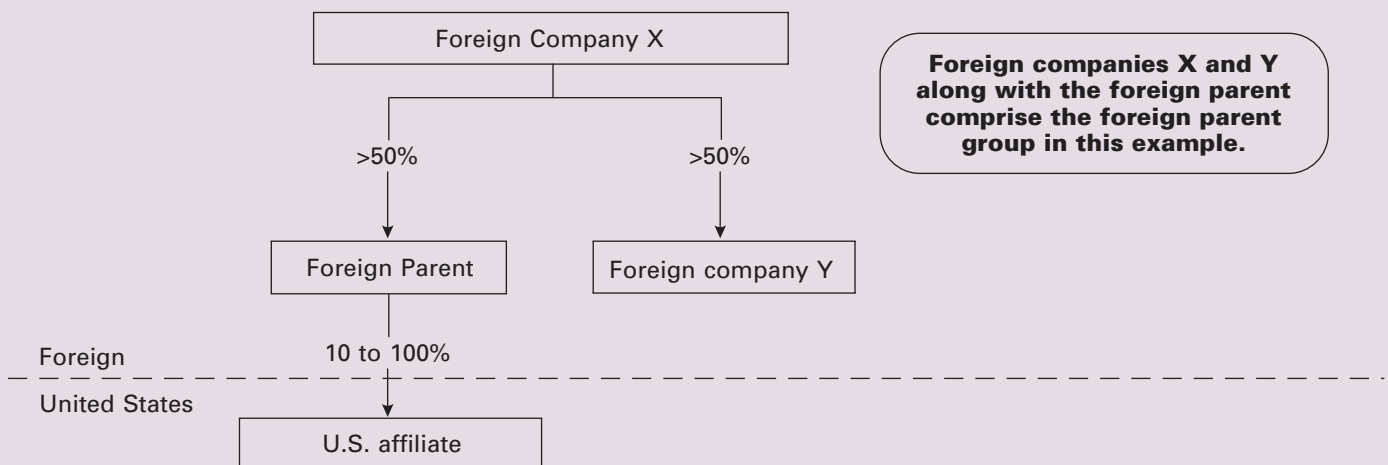 Foreign Company X
Foreign companies X and Y
along with the foreign parent
comprise the foreign parent
group in this example.
>50%
>50%
Foreign Parent
Foreign company Y
Foreign
10 to 100%
United States
U.S. affiliate